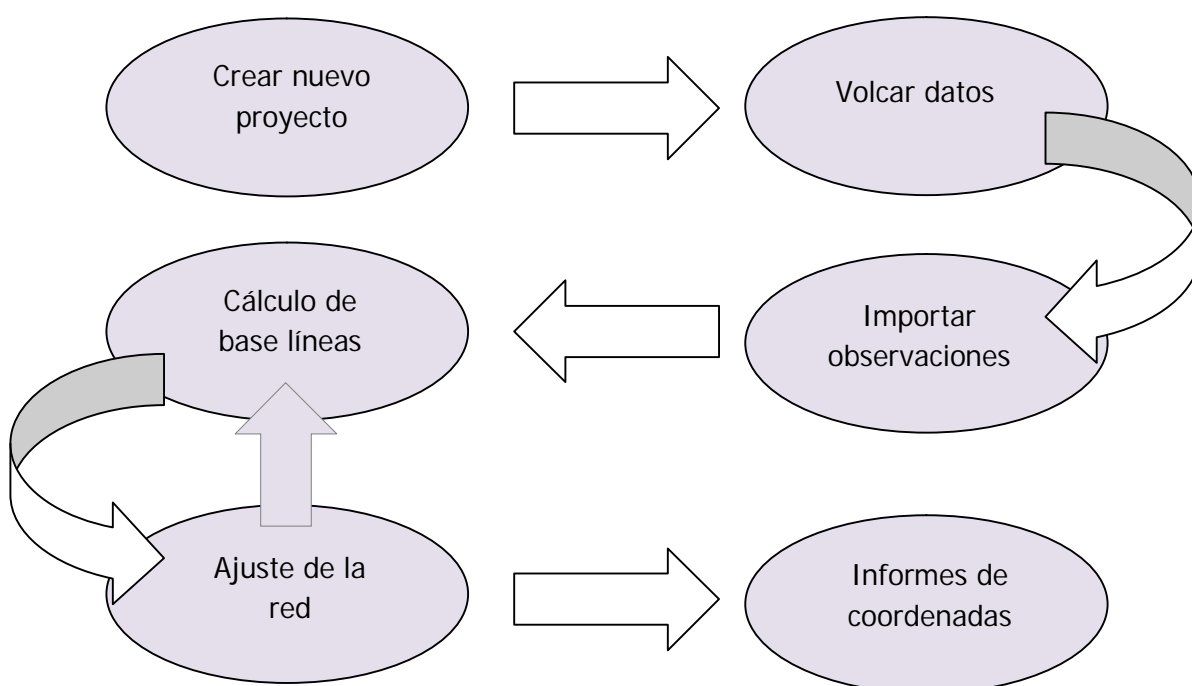 Crear nuevo
proyecto
Volcar datos
Importar
observaciones
Cálculo de
base líneas
Ajuste de la
red
Informes de
coordenadas